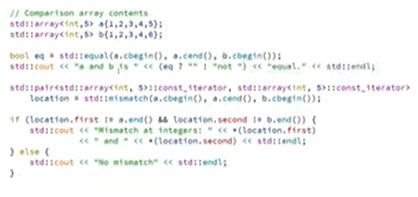 // Comparison array contents
std::array<int,5> a{1,2,3,4,5};
std::array<int,5> b{1,2,3,4,6};
bool eq = std::equal(a.cbegin(), a.cend(), b.cbegin());
std::cout << "a and b is " << (eq ? "" : "not ") << "equal." << std::endl;
std::pair<std::array<int,5>::const_iterator, std::array<int, 5>::const_iterator>
location = std::mismatch(a.cbegin(), a.cend(), b.cbegin());
if (location.first != a.end() && location.second != b.end()) {
std::cout << "Mismatch at integers: " << *(location.first)
<< " and " << *(location.second) << std::endl;
} else {
std::cout << "No mismatch" << std::endl;
}